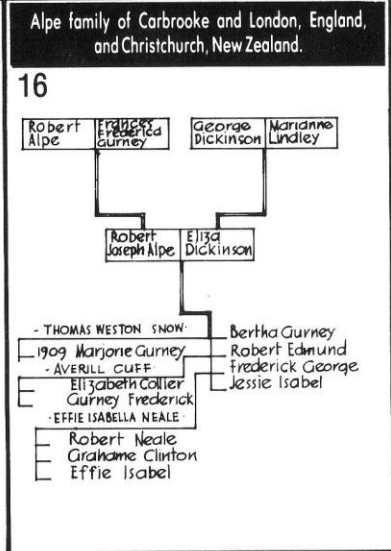 Alpe family of Carbrooke and London, England,
and Christchurch, New Zealand.
16
Robert
Alpe
Frances
Frederica
Gurney
George
Dickinson
Marianne
Lindley
Robert
Joseph Alpe
Eliza
Dickinson
- THOMAS WESTON SNOW -
1909 Marjorie Gurney
- AVERILL CUFF -
Elizabeth Collier
Gurney Frederick
- EFFIE ISABELLA NEALE -
Robert Neale
Grahame Clinton
Effie Isabel
Bertha Gurney
Robert Edmund
Frederick George
Jessie Isabel